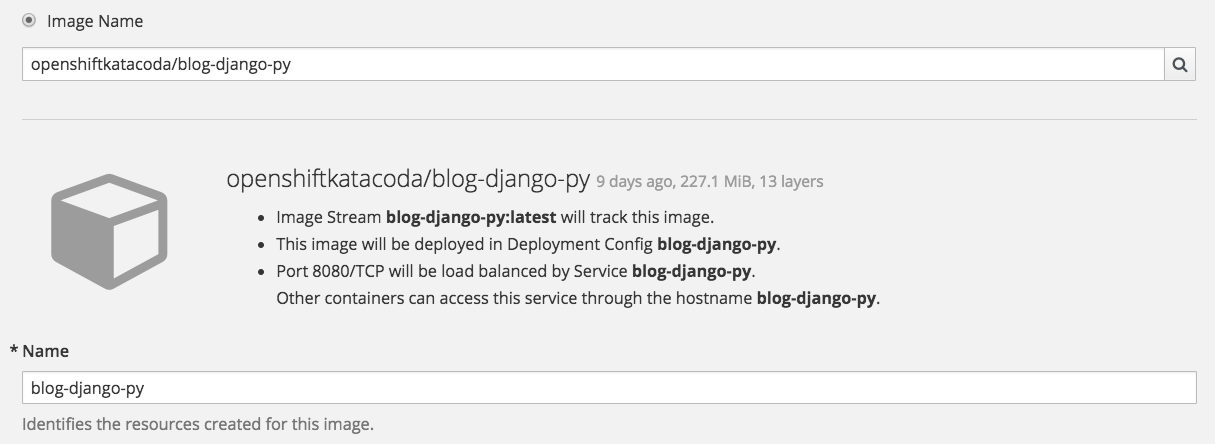 Image Name
openshiftkatacoda/blog-django-py
openshiftkatacoda/blog-django-py 9 days ago, 227.1 MiB, 13 layers
• Image Stream blog-django-py:latest will track this image.
• This image will be deployed in Deployment Config blog-django-py.
• Port 8080/TCP will be load balanced by Service blog-django-py.
Other containers can access this service through the hostname blog-django-py.
* Name
blog-django-py
Identifies the resources created for this image.